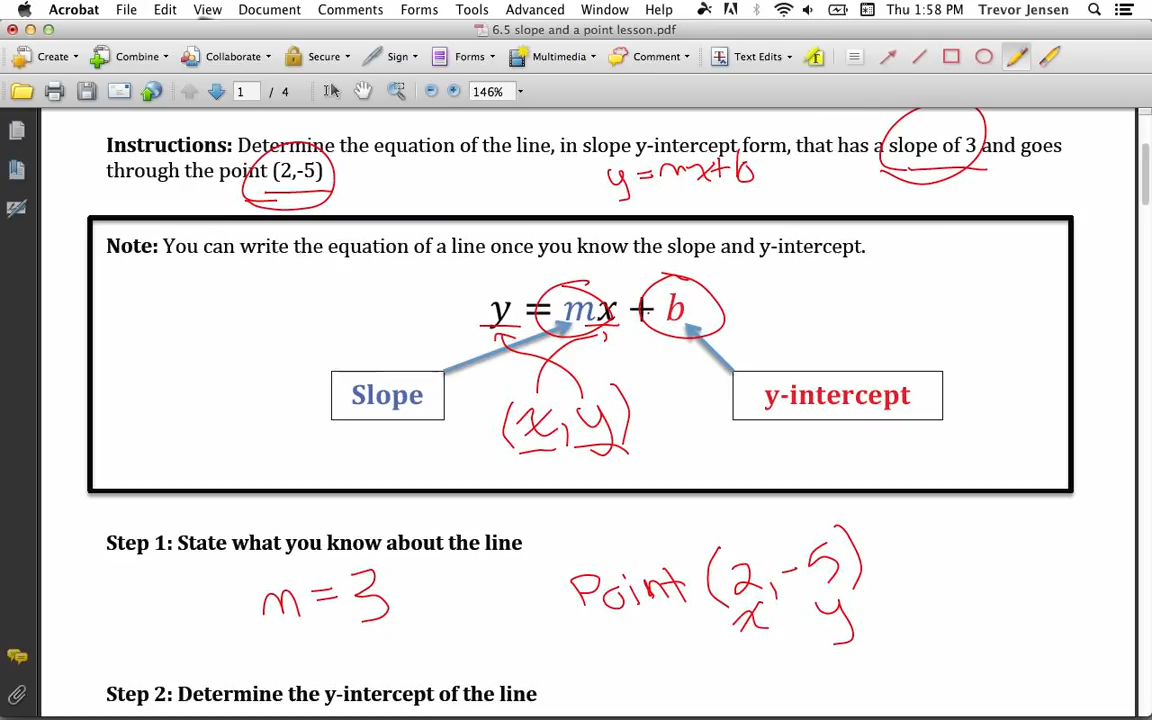 Acrobat File Edit View Document Comments Forms Tools Advanced Window Help Thu 1:58 PM Trevor Jensen
6.5 slope and a point lesson.pdf
Create Combine Collaborate Secure Sign Forms Multimedia Comment Text Edits
1 / 4 146%
Instructions: Determine the equation of the line, in slope y-intercept form, that has a slope of 3 and goes
through the point (2,-5)
y = mx + b
Note: You can write the equation of a line once you know the slope and y-intercept.
y = mx + b
Slope
y-intercept
(x, y)
Step 1: State what you know about the line
m = 3
Point (2, -5)
x y
Step 2: Determine the y-intercept of the line